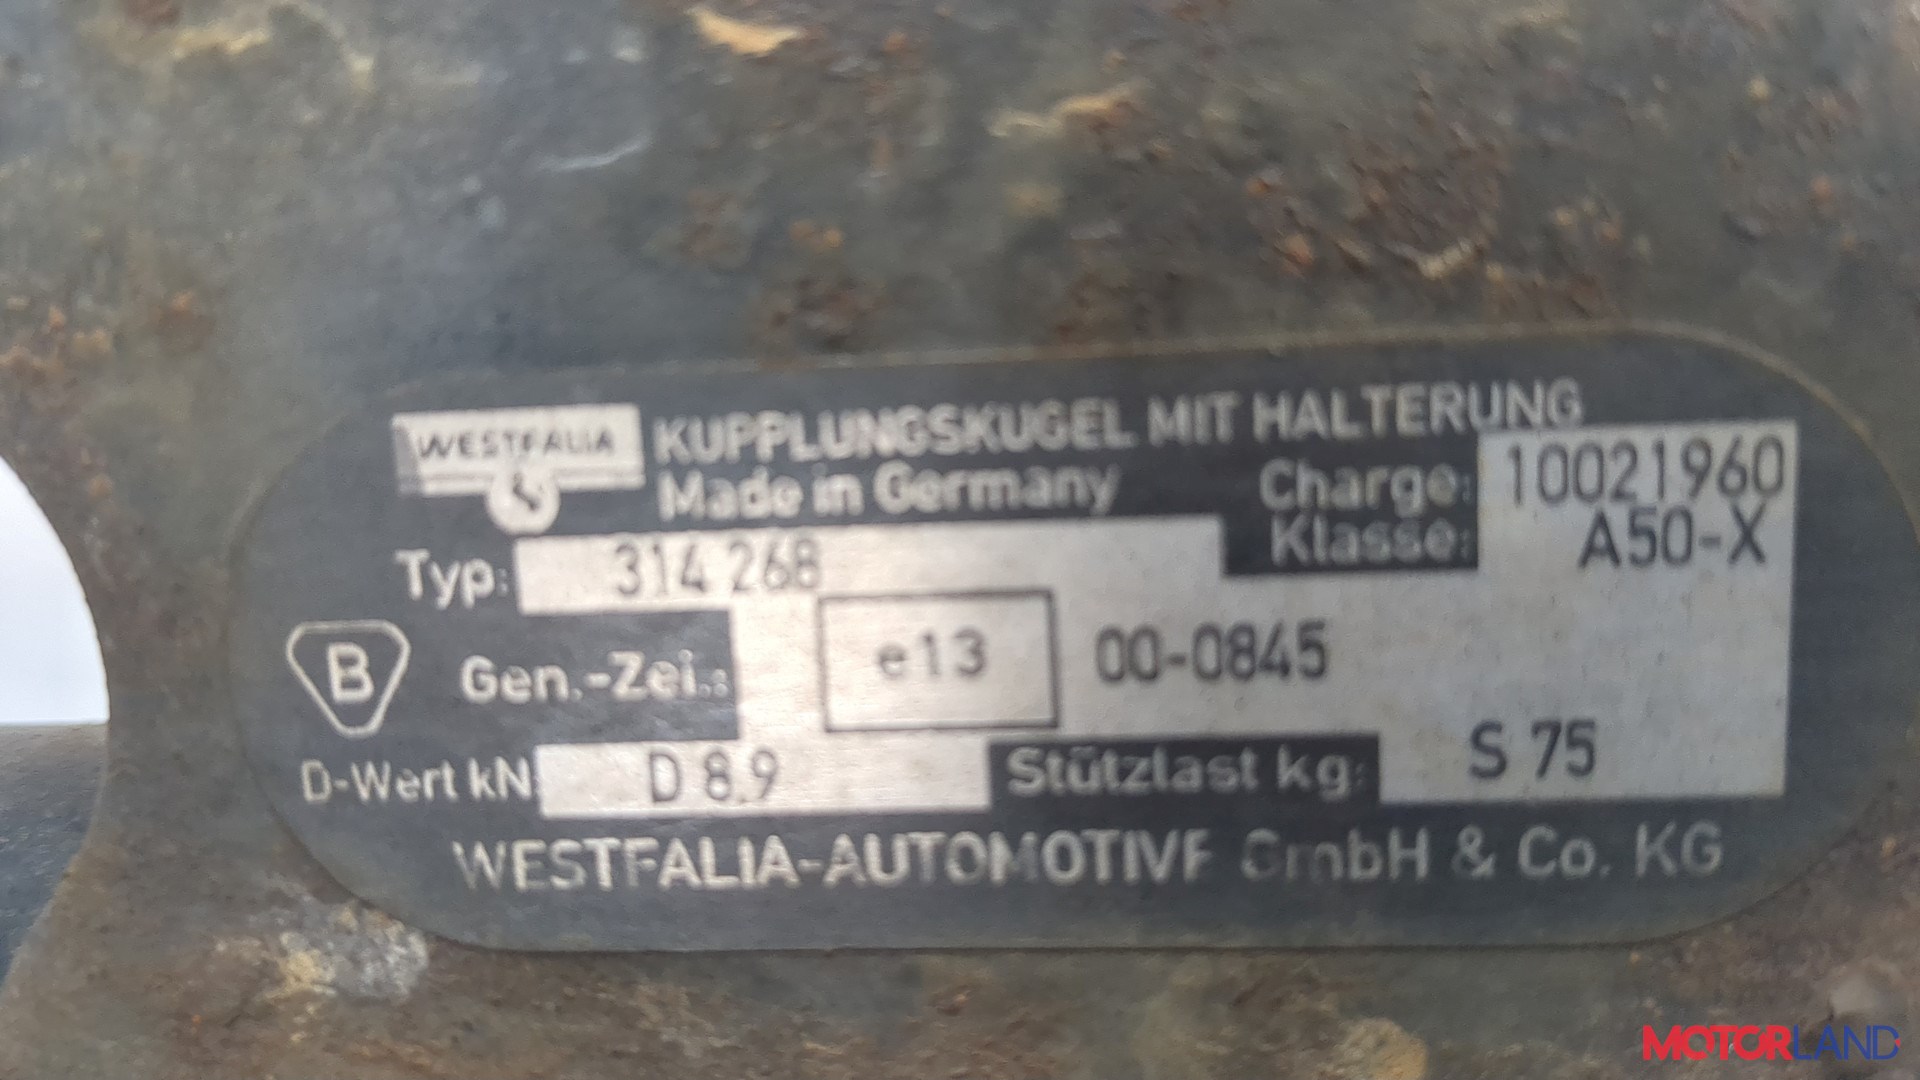 WESTFALIA KUPPLUNGSKUGEL MIT HALTERUNG
Made in Germany Charge: 10021960
Klasse: A50-X
Typ: 314 268
B Gen.-Zei.: e13 00-0845
D-Wert kN: D 8,9 Stützlast kg: S 75
WESTFALIA-AUTOMOTIVE GmbH & Co. KG
MOTORLAND